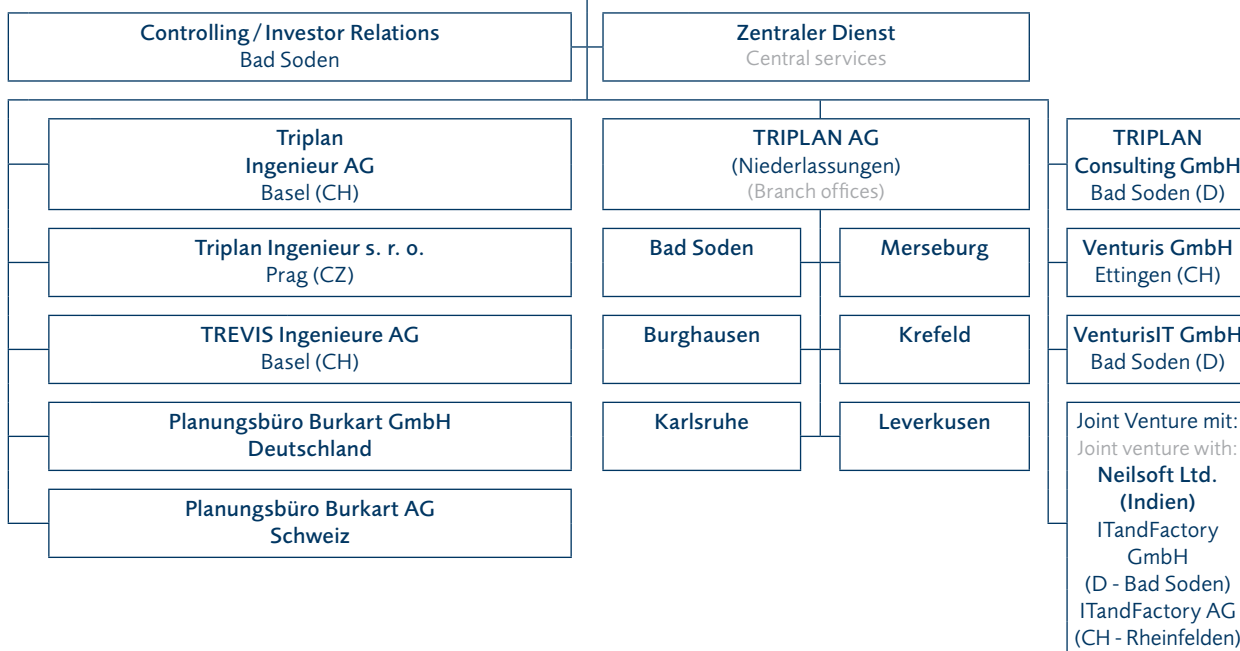 Controlling / Investor Relations
Bad Soden
Zentraler Dienst
Central services
Triplan
Ingenieur AG
Basel (CH)
TRIPLAN AG
(Niederlassungen)
(Branch offices)
TRIPLAN
Consulting GmbH
Bad Soden (D)
Triplan Ingenieur s. r. o.
Prag (CZ)
Bad Soden
Merseburg
Venturis GmbH
Ettingen (CH)
TREVIS Ingenieure AG
Basel (CH)
Burghausen
Krefeld
VenturisIT GmbH
Bad Soden (D)
Planungsbüro Burkart GmbH
Deutschland
Karlsruhe
Leverkusen
Joint Venture mit:
Joint venture with:
Neilsoft Ltd.
(Indien)
ITandFactory
GmbH
(D - Bad Soden)
ITandFactory AG
(CH - Rheinfelden)
Planungsbüro Burkart AG
Schweiz